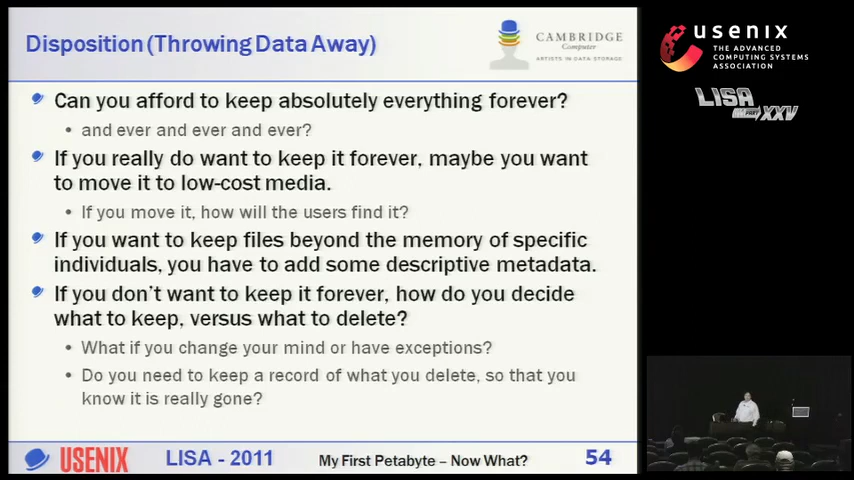 Disposition (Throwing Data Away)
CAMBRIDGE
Computer
ARTISTS IN DATA STORAGE
usenix
THE ADVANCED
COMPUTING SYSTEMS
ASSOCIATION
LISA XXV
Can you afford to keep absolutely everything forever?
• and ever and ever and ever?
If you really do want to keep it forever, maybe you want
to move it to low-cost media.
• If you move it, how will the users find it?
If you want to keep files beyond the memory of specific
individuals, you have to add some descriptive metadata.
If you don't want to keep it forever, how do you decide
what to keep, versus what to delete?
• What if you change your mind or have exceptions?
• Do you need to keep a record of what you delete, so that you
know it is really gone?
USENIX LISA - 2011 My First Petabyte – Now What? 54